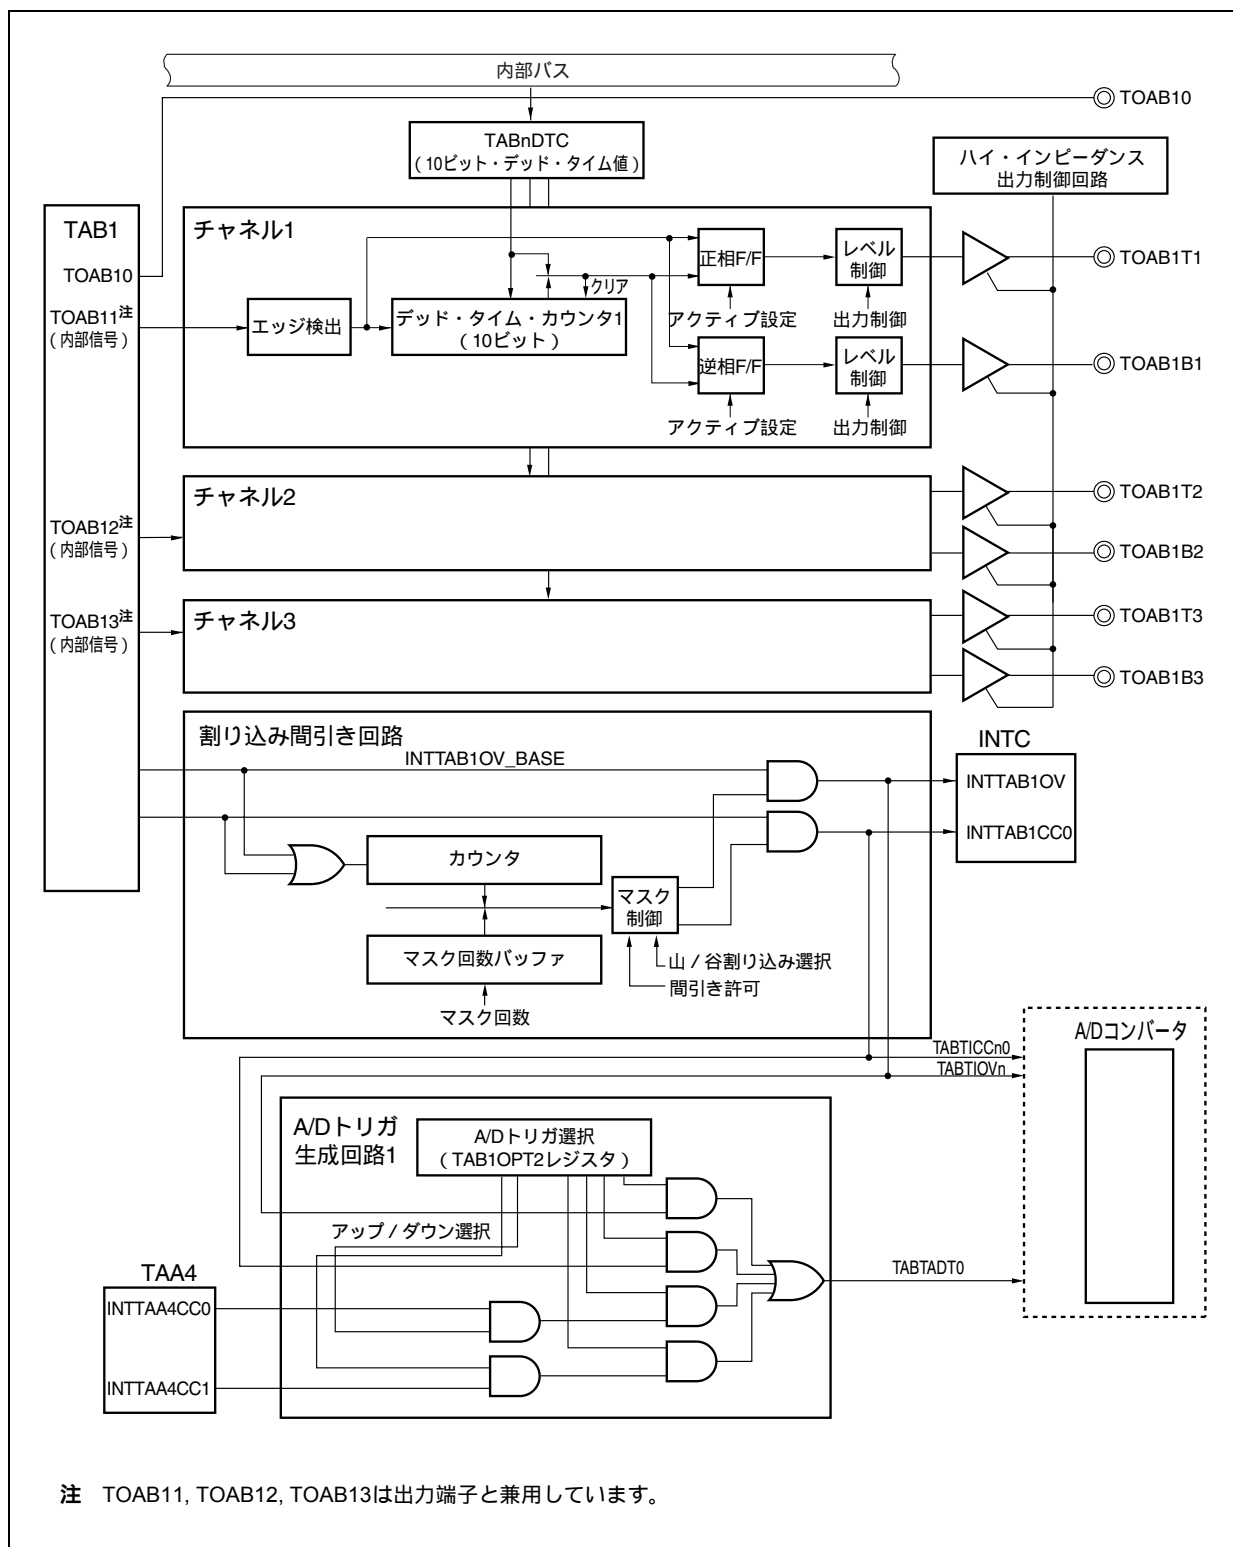 内部バス
TOAB10
TABnDTC
（10ビット・デッド・タイム値）
ハイ・インピーダンス
出力制御回路
TAB1
TOAB10
TOAB11注
（内部信号）
TOAB12注
（内部信号）
TOAB13注
（内部信号）
チャネル1
エッジ検出
デッド・タイム・カウンタ1
（10ビット）
クリア
正相F/F
アクティブ設定
レベル
制御
出力制御
逆相F/F
アクティブ設定
レベル
制御
出力制御
TOAB1T1
TOAB1B1
チャネル2
TOAB1T2
TOAB1B2
チャネル3
TOAB1T3
TOAB1B3
割り込み間引き回路
INTTAB1OV_BASE
カウンタ
マスク回数バッファ
マスク回数
マスク
制御
山／谷割り込み選択
間引き許可
INTC
INTTAB1OV
INTTAB1CC0
TABTICCn0
TABTIOVn
A/Dコンバータ
A/Dトリガ
生成回路1
A/Dトリガ選択
（TAB1OPT2レジスタ）
アップ／ダウン選択
TABTADT0
TAA4
INTTAA4CC0
INTTAA4CC1
注 TOAB11, TOAB12, TOAB13は出力端子と兼用しています。